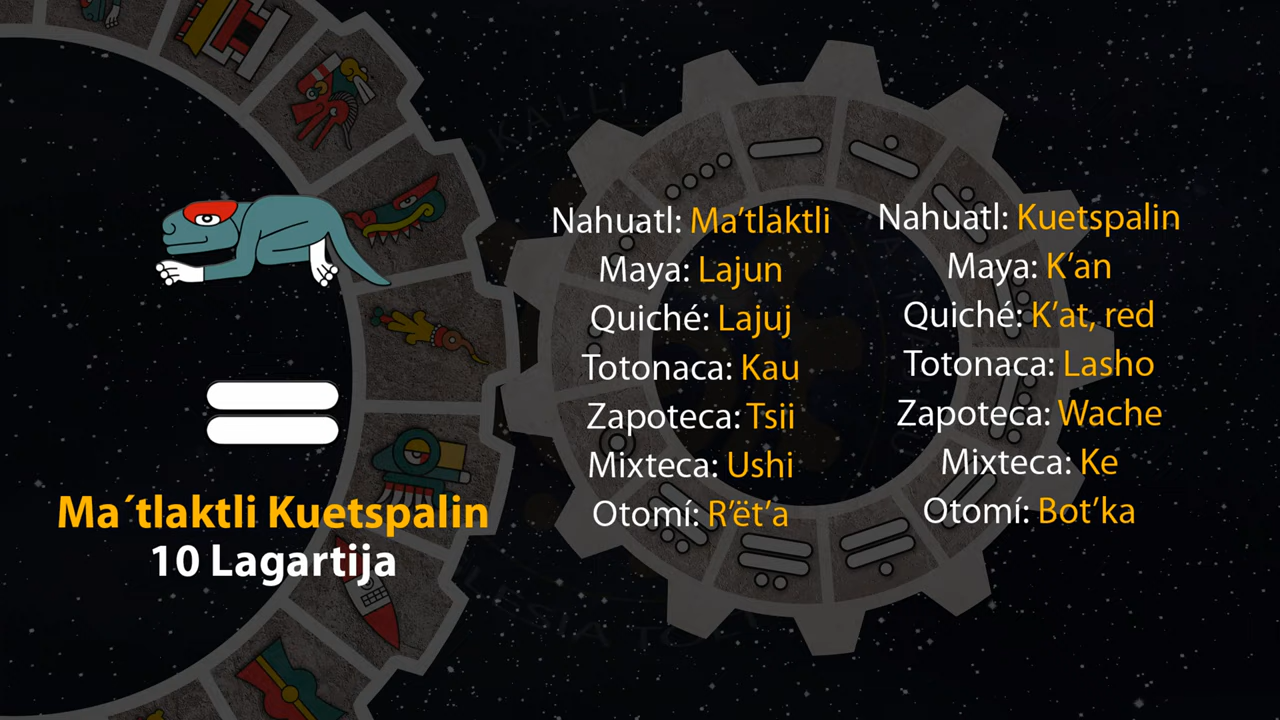 Nahuatl: Ma’tlaktli
Maya: Lajun
Quiché: Lajuj
Totonaca: Kau
Zapoteca: Tsii
Mixteca: Ushi
Otomí: R’ët’a
Nahuatl: Kuetspalin
Maya: K’an
Quiché: K’at, red
Totonaca: Lasho
Zapoteca: Wache
Mixteca: Ke
Otomí: Bot’ka
Ma´tlaktli Kuetspalin
10 Lagartija